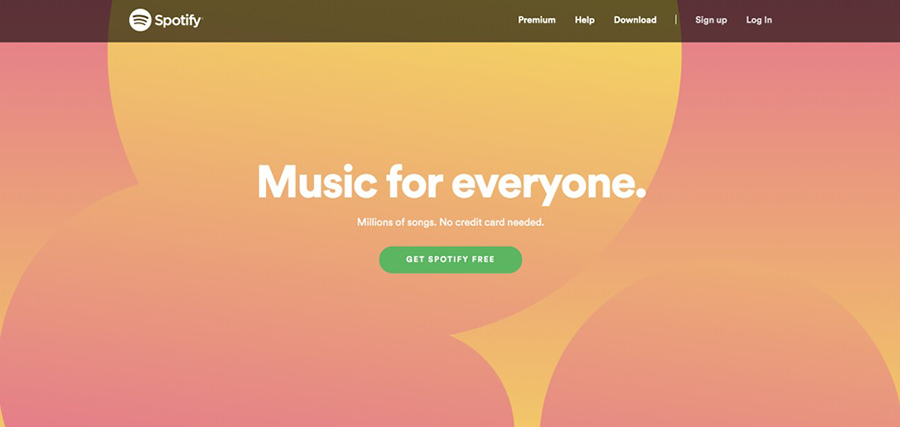 Spotify
Premium Help Download | Sign up Log In
Music for everyone.
Millions of songs. No credit card needed.
GET SPOTIFY FREE